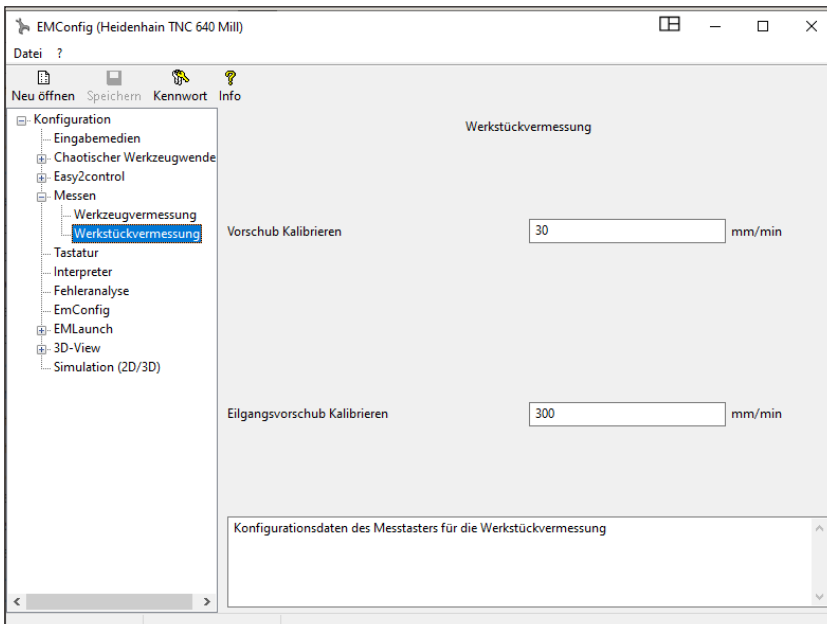 EMConfig (Heidenhain TNC 640 Mill)
Datei ?
Neu öffnen Speichern Kennwort Info
Konfiguration
Eingabemedien
Chaotischer Werkzeugwende
Easy2control
Messen
Werkzeugvermessung
Werkstückvermessung
Tastatur
Interpreter
Fehleranalyse
EmConfig
EMLaunch
3D-View
Simulation (2D/3D)
Werkstückvermessung
Vorschub Kalibrieren 30 mm/min
Eilgangsvorschub Kalibrieren 300 mm/min
Konfigurationsdaten des Messtasters für die Werkstückvermessung